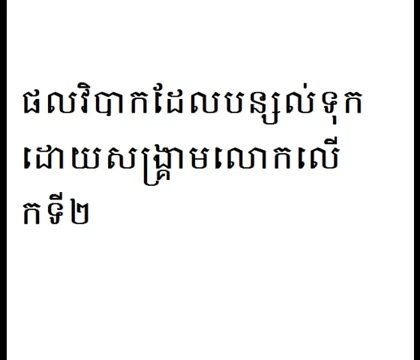 ផលវិបាកដែលបន្សល់ទុក
ដោយសង្គ្រាមលោកលើ
កទី២